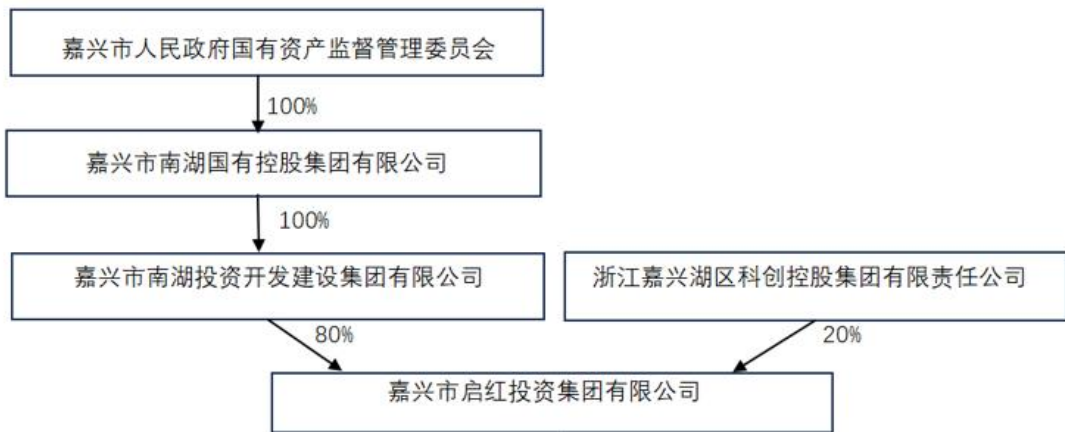 嘉兴市人民政府国有资产监督管理委员会
100%
嘉兴市南湖国有控股集团有限公司
100%
嘉兴市南湖投资开发建设集团有限公司
浙江嘉兴湖区科创控股集团有限责任公司
80%
20%
嘉兴市启红投资集团有限公司